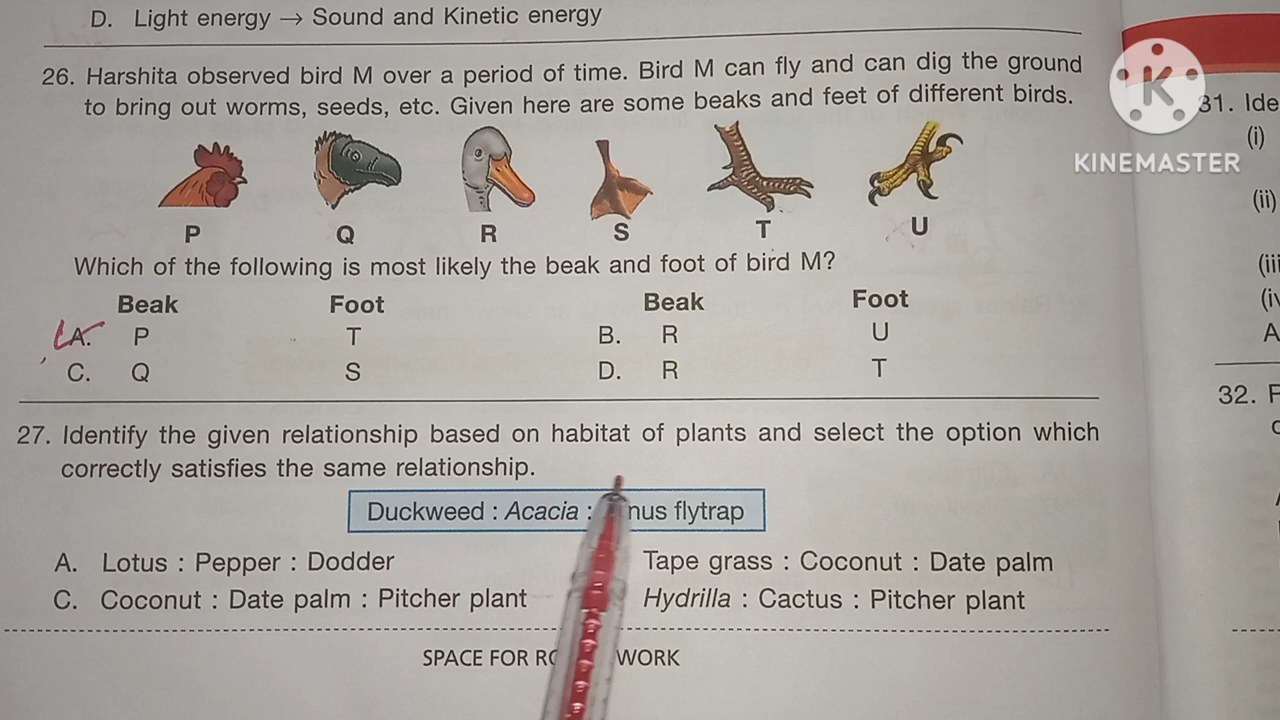 D. Light energy → Sound and Kinetic energy
26. Harshita observed bird M over a period of time. Bird M can fly and can dig the ground
to bring out worms, seeds, etc. Given here are some beaks and feet of different birds.
P Q R S T U
Which of the following is most likely the beak and foot of bird M?
Beak Foot Beak Foot
A. P T B. R U
C. Q S D. R T
27. Identify the given relationship based on habitat of plants and select the option which
correctly satisfies the same relationship.
Duckweed : Acacia : nus flytrap
A. Lotus : Pepper : Dodder Tape grass : Coconut : Date palm
C. Coconut : Date palm : Pitcher plant Hydrilla : Cactus : Pitcher plant
SPACE FOR WORK
K
KINEMASTER
31. Ide
(i)
(ii)
(iii
(iv
A
32. F